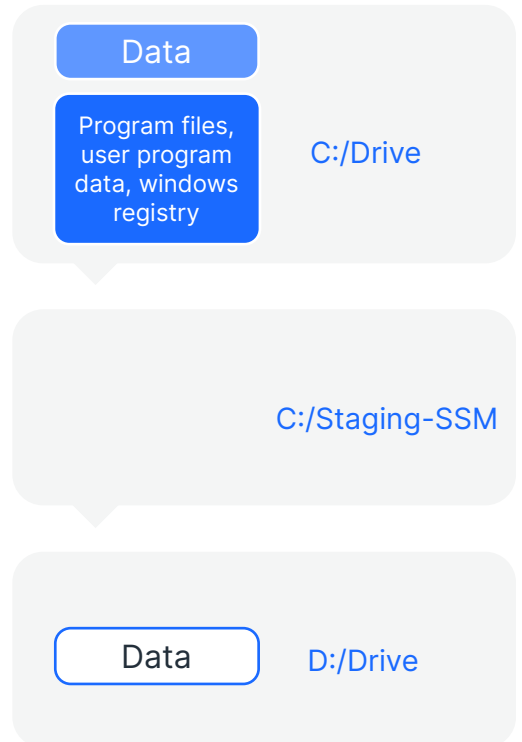 Data
Program files,
user program
data, windows
registry
C:/Drive
C:/Staging-SSM
Data
D:/Drive